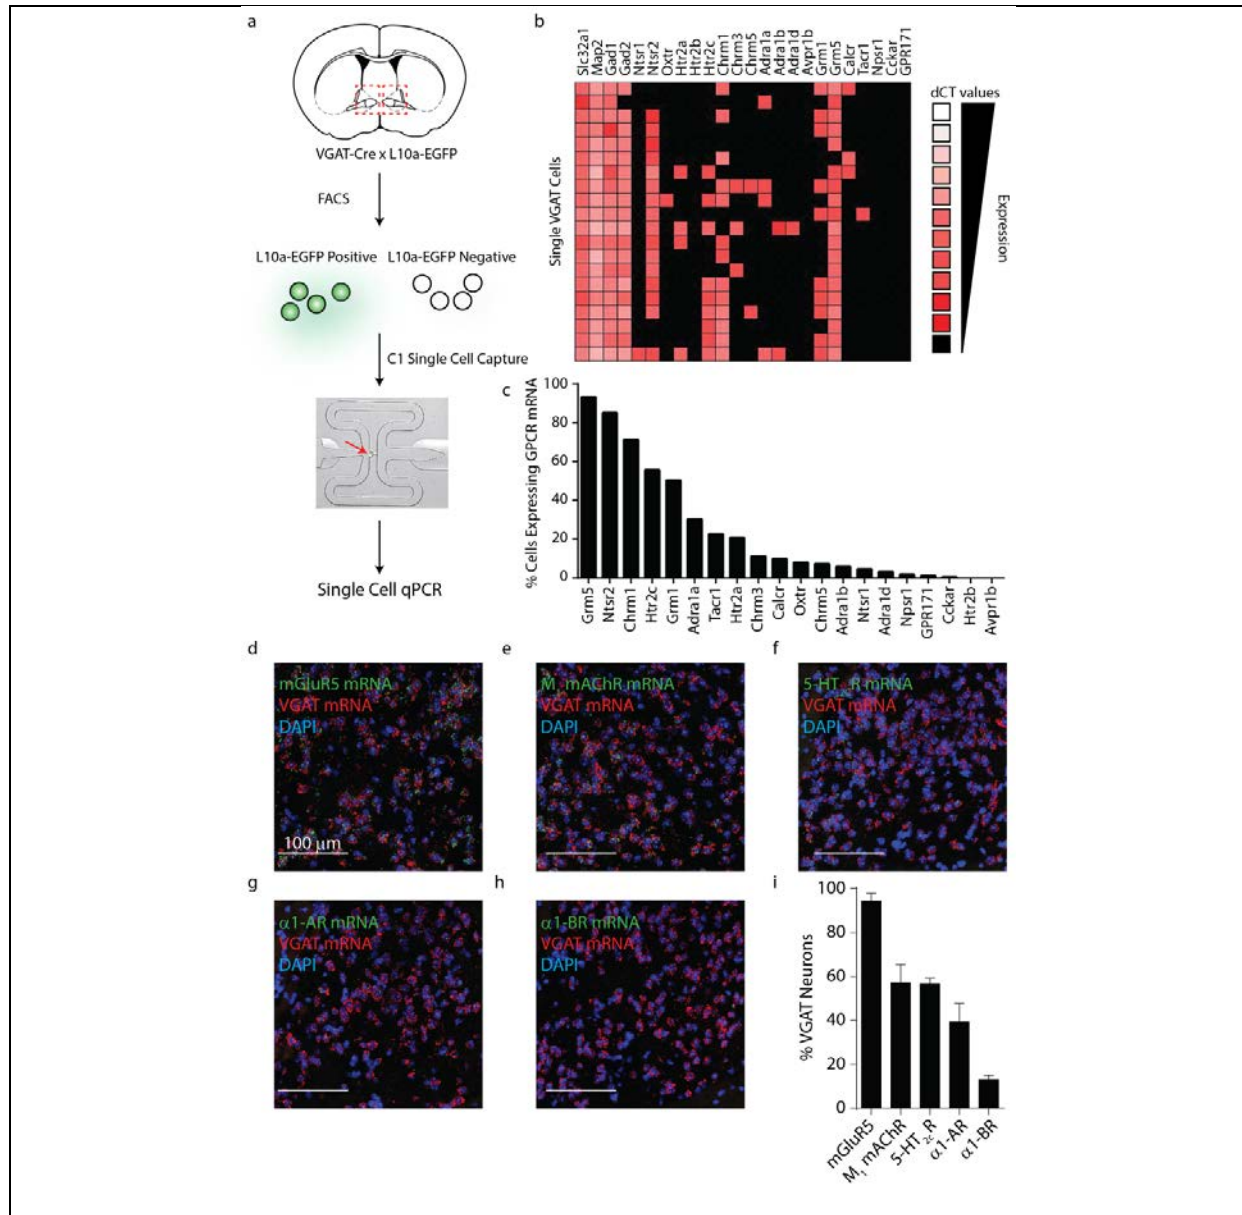 a
VGAT-Cre x L10a-EGFP
FACS
L10a-EGFP Positive
L10a-EGFP Negative
C1 Single Cell Capture
Single Cell qPCR
b
Slc32a1
Map2
Gad1
Gad2
Ntsr1
Ntsr2
Oxtr
Htr2a
Htr2b
Htr2c
Chrm1
Chrm3
Chrm5
Adra1a
Adra1b
Adra1d
Avpr1b
Grm1
Grm5
Calcr
Tacr1
Npsr1
Cckar
GPR171
Single VGAT Cells
dCT values
Expression
c
% Cells Expressing GPCR mRNA
100
80
60
40
20
0
Grm5
Ntsr2
Chrm1
Htr2c
Grm1
Adra1a
Tacr1
Htr2a
Chrm3
Calcr
Oxtr
Chrm5
Adra1b
Ntsr1
Adra1d
Npsr1
GPR171
Cckar
Htr2b
Avpr1b
d
mGluR5 mRNA
VGAT mRNA
DAPI
100 μm
e
M₁ mAChR mRNA
VGAT mRNA
DAPI
f
5-HT R mRNA
VGAT mRNA
DAPI
g
α1-AR mRNA
VGAT mRNA
DAPI
h
α1-BR mRNA
VGAT mRNA
DAPI
i
% VGAT Neurons
100
80
60
40
20
0
mGluR5
M₁ mAChR
5-HT₂cR
α1-AR
α1-BR